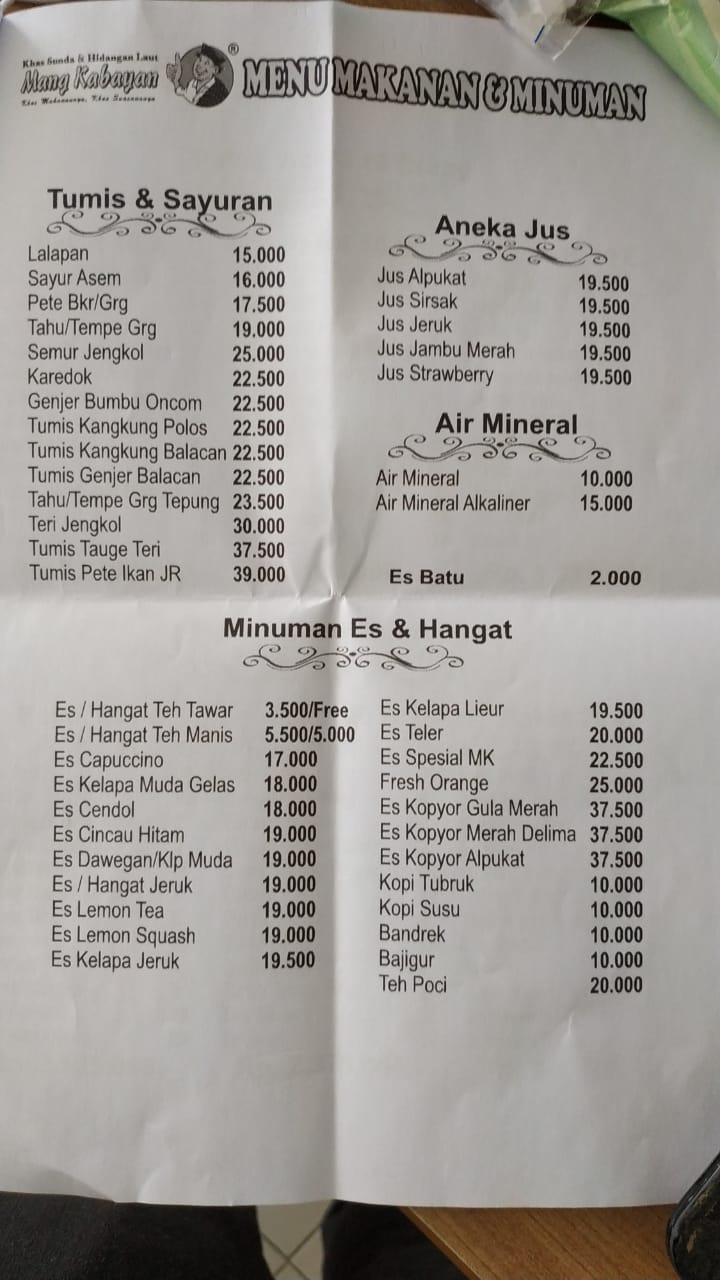 Khas Sunda & Hidangan Laut
Mang Kabayan
Khas Makanannya, Khas Suasananya
®
MENU MAKANAN & MINUMAN
Tumis & Sayuran
Lalapan 15.000
Sayur Asem 16.000
Pete Bkr/Grg 17.500
Tahu/Tempe Grg 19.000
Semur Jengkol 25.000
Karedok 22.500
Genjer Bumbu Oncom 22.500
Tumis Kangkung Polos 22.500
Tumis Kangkung Balacan 22.500
Tumis Genjer Balacan 22.500
Tahu/Tempe Grg Tepung 23.500
Teri Jengkol 30.000
Tumis Tauge Teri 37.500
Tumis Pete Ikan JR 39.000
Aneka Jus
Jus Alpukat 19.500
Jus Sirsak 19.500
Jus Jeruk 19.500
Jus Jambu Merah 19.500
Jus Strawberry 19.500
Air Mineral
Air Mineral 10.000
Air Mineral Alkaliner 15.000
Es Batu 2.000
Minuman Es & Hangat
Es / Hangat Teh Tawar 3.500/Free
Es / Hangat Teh Manis 5.500/5.000
Es Capuccino 17.000
Es Kelapa Muda Gelas 18.000
Es Cendol 18.000
Es Cincau Hitam 19.000
Es Dawegan/Klp Muda 19.000
Es / Hangat Jeruk 19.000
Es Lemon Tea 19.000
Es Lemon Squash 19.000
Es Kelapa Jeruk 19.500
Es Kelapa Lieur 19.500
Es Teler 20.000
Es Spesial MK 22.500
Fresh Orange 25.000
Es Kopyor Gula Merah 37.500
Es Kopyor Merah Delima 37.500
Es Kopyor Alpukat 37.500
Kopi Tubruk 10.000
Kopi Susu 10.000
Bandrek 10.000
Bajigur 10.000
Teh Poci 20.000